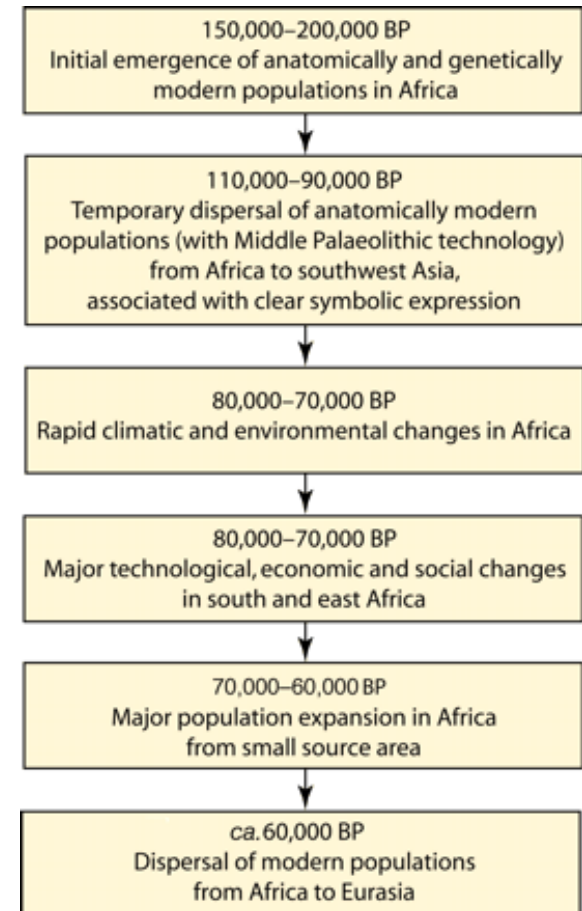 150,000–200,000 BP
Initial emergence of anatomically and genetically
modern populations in Africa
110,000–90,000 BP
Temporary dispersal of anatomically modern
populations (with Middle Palaeolithic technology)
from Africa to southwest Asia,
associated with clear symbolic expression
80,000–70,000 BP
Rapid climatic and environmental changes in Africa
80,000–70,000 BP
Major technological, economic and social changes
in south and east Africa
70,000–60,000 BP
Major population expansion in Africa
from small source area
ca. 60,000 BP
Dispersal of modern populations
from Africa to Eurasia